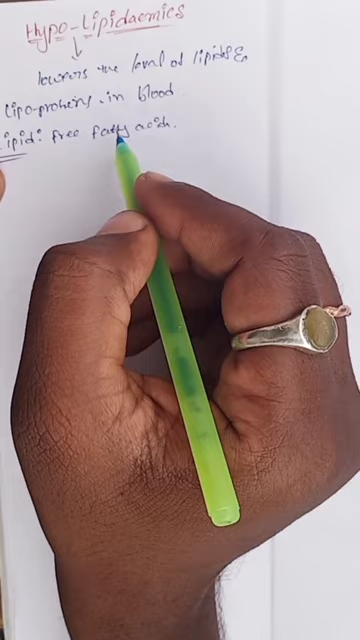 Hypo-Lipidaemics
lowers the level of lipids &
Lipo-proteins in blood
Lipid: free fatty acid.